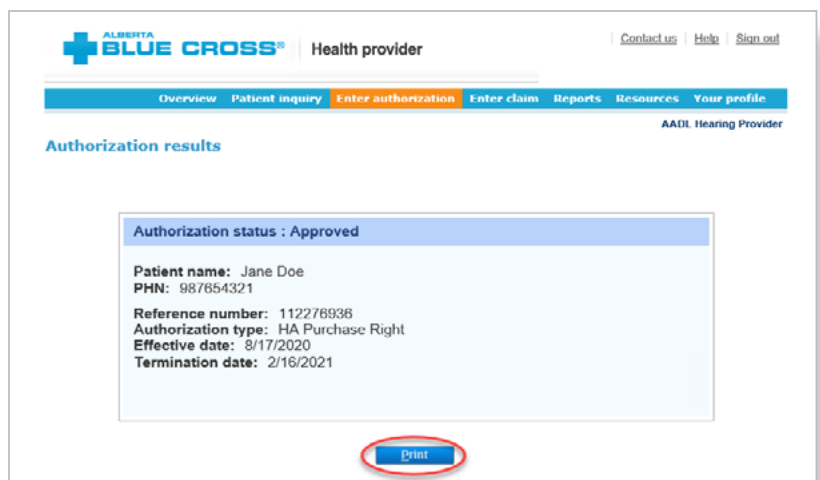 ALBERTA
BLUE CROSS® Health provider
Contact us Help Sign out
Overview Patient inquiry Enter authorization Enter claim Reports Resources Your profile
AADL Hearing Provider
Authorization results
Authorization status : Approved
Patient name: Jane Doe
PHN: 987654321
Reference number: 112276936
Authorization type: HA Purchase Right
Effective date: 8/17/2020
Termination date: 2/16/2021
Print